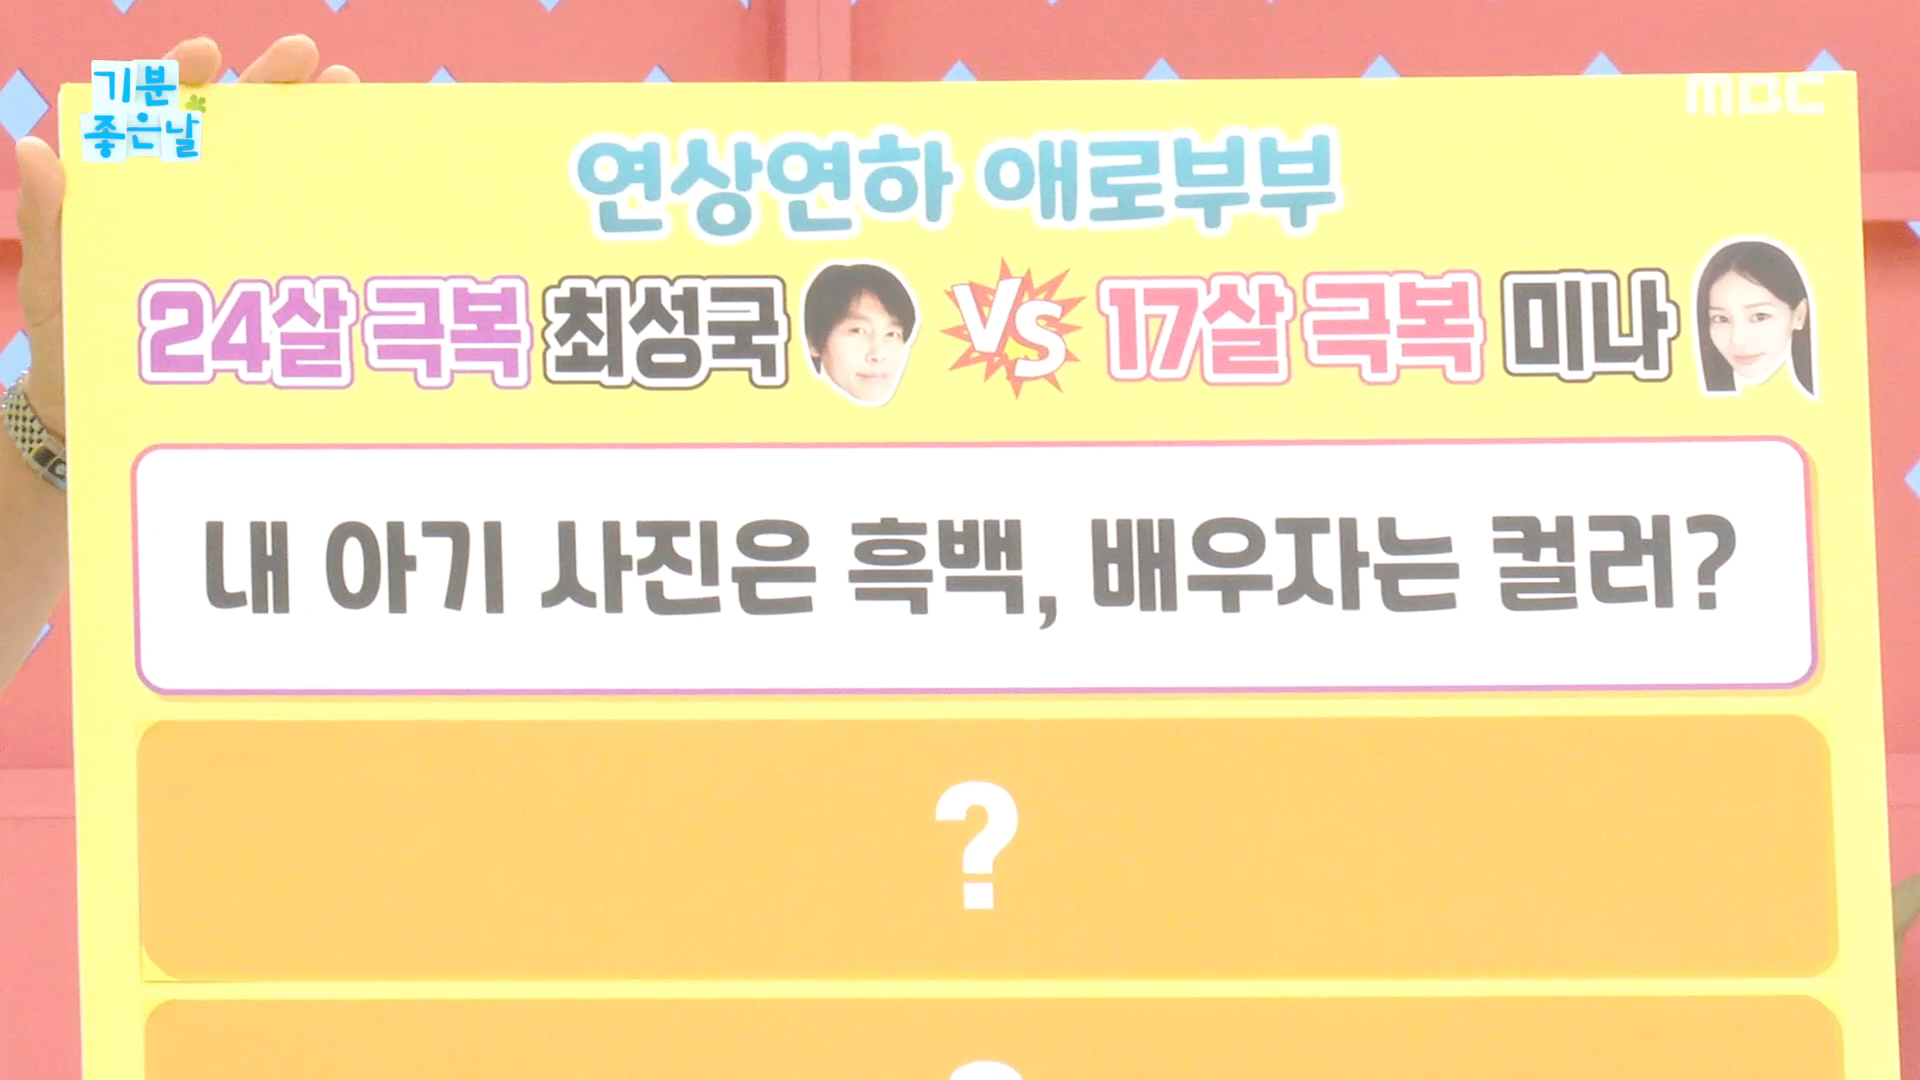 기분
좋은날
MBC
연상연하 애로부부
24살 극복 최성국 VS 17살 극복 미나
내 아기 사진은 흑백, 배우자는 컬러?
?